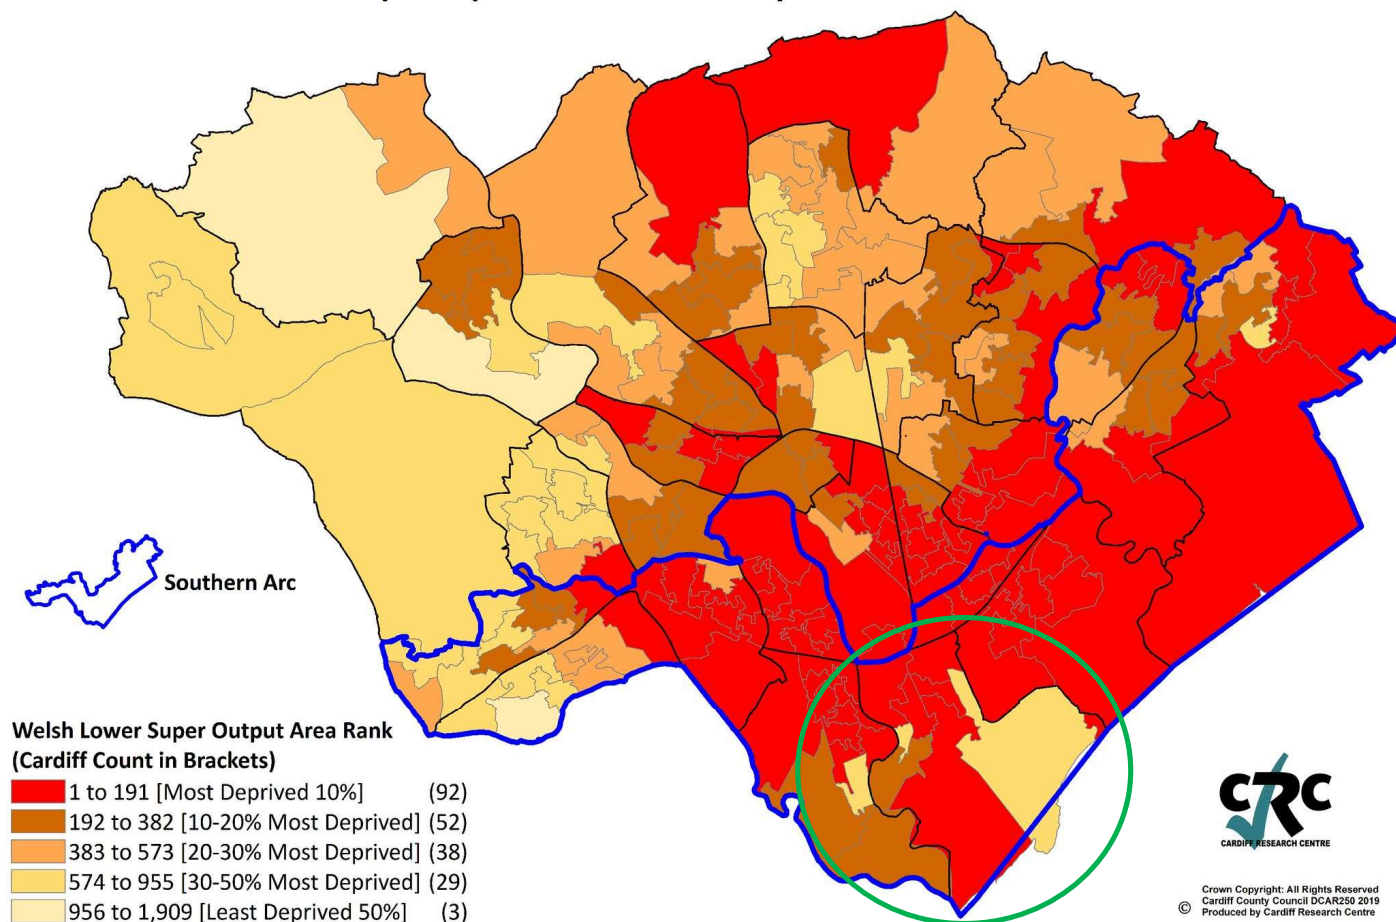 Southern Arc
Welsh Lower Super Output Area Rank
(Cardiff Count in Brackets)
1 to 191 [Most Deprived 10%] (92)
192 to 382 [10-20% Most Deprived] (52)
383 to 573 [20-30% Most Deprived] (38)
574 to 955 [30-50% Most Deprived] (29)
956 to 1,909 [Least Deprived 50%] (3)
CRC
CARDIFF RESEARCH CENTRE
Crown Copyright: All Rights Reserved
Cardiff County Council DCAR250 2019
© Produced by Cardiff Research Centre